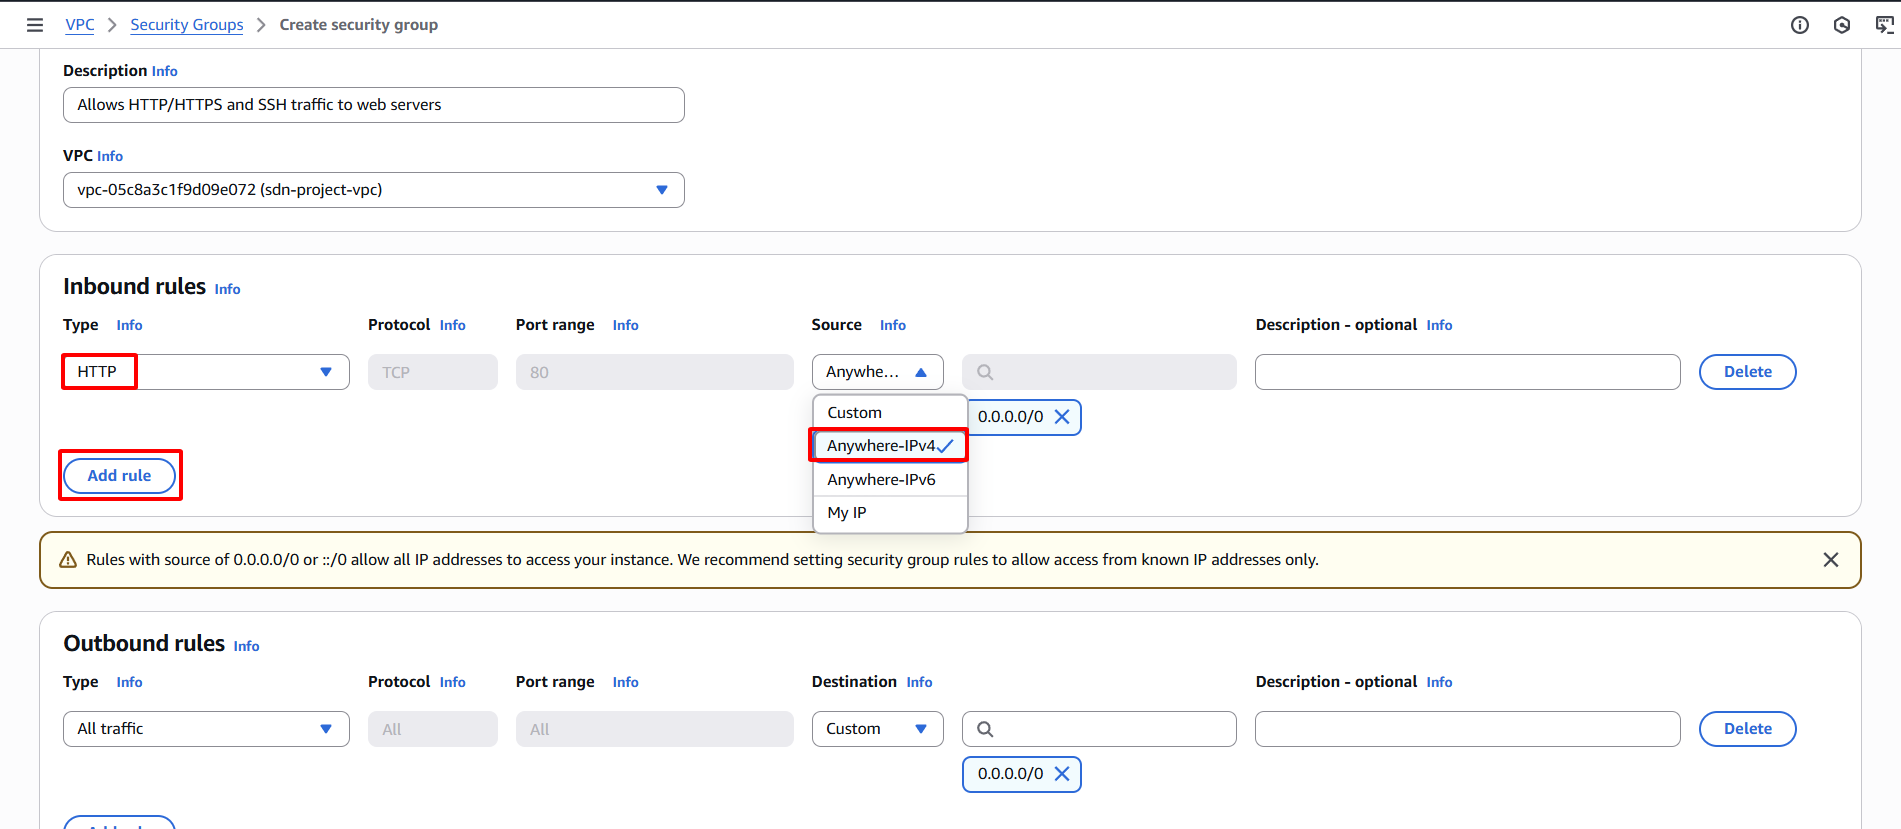 VPC > Security Groups > Create security group
Description Info
Allows HTTP/HTTPS and SSH traffic to web servers
VPC Info
vpc-05c8a3c1f9d09e072 (sdn-project-vpc)
Inbound rules Info
Type Info Protocol Info Port range Info Source Info Description - optional Info
HTTP TCP 80 Anywhe... Delete
Custom 0.0.0.0/0
Anywhere-IPv4
Anywhere-IPv6
My IP
Add rule
Rules with source of 0.0.0.0/0 or ::/0 allow all IP addresses to access your instance. We recommend setting security group rules to allow access from known IP addresses only.
Outbound rules Info
Type Info Protocol Info Port range Info Destination Info Description - optional Info
All traffic All All Custom Delete
0.0.0.0/0